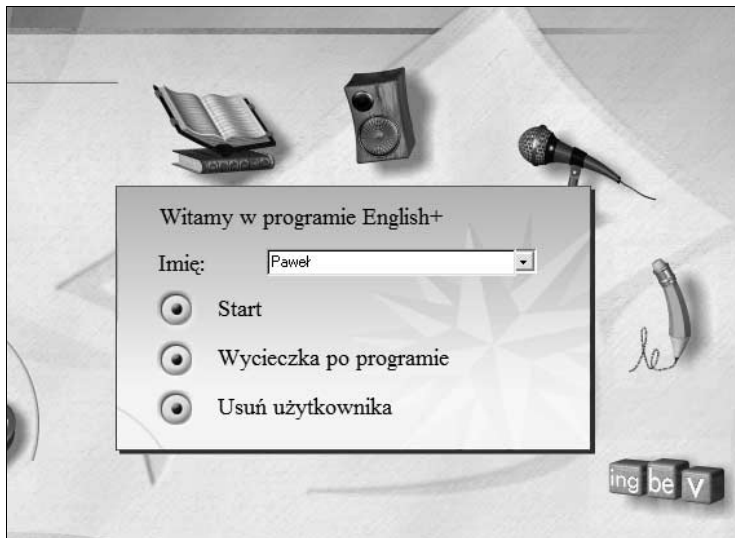 Witamy w programie English+
Imię: Paweł
Start
Wycieczka po programie
Usuń użytkownika
ing be V